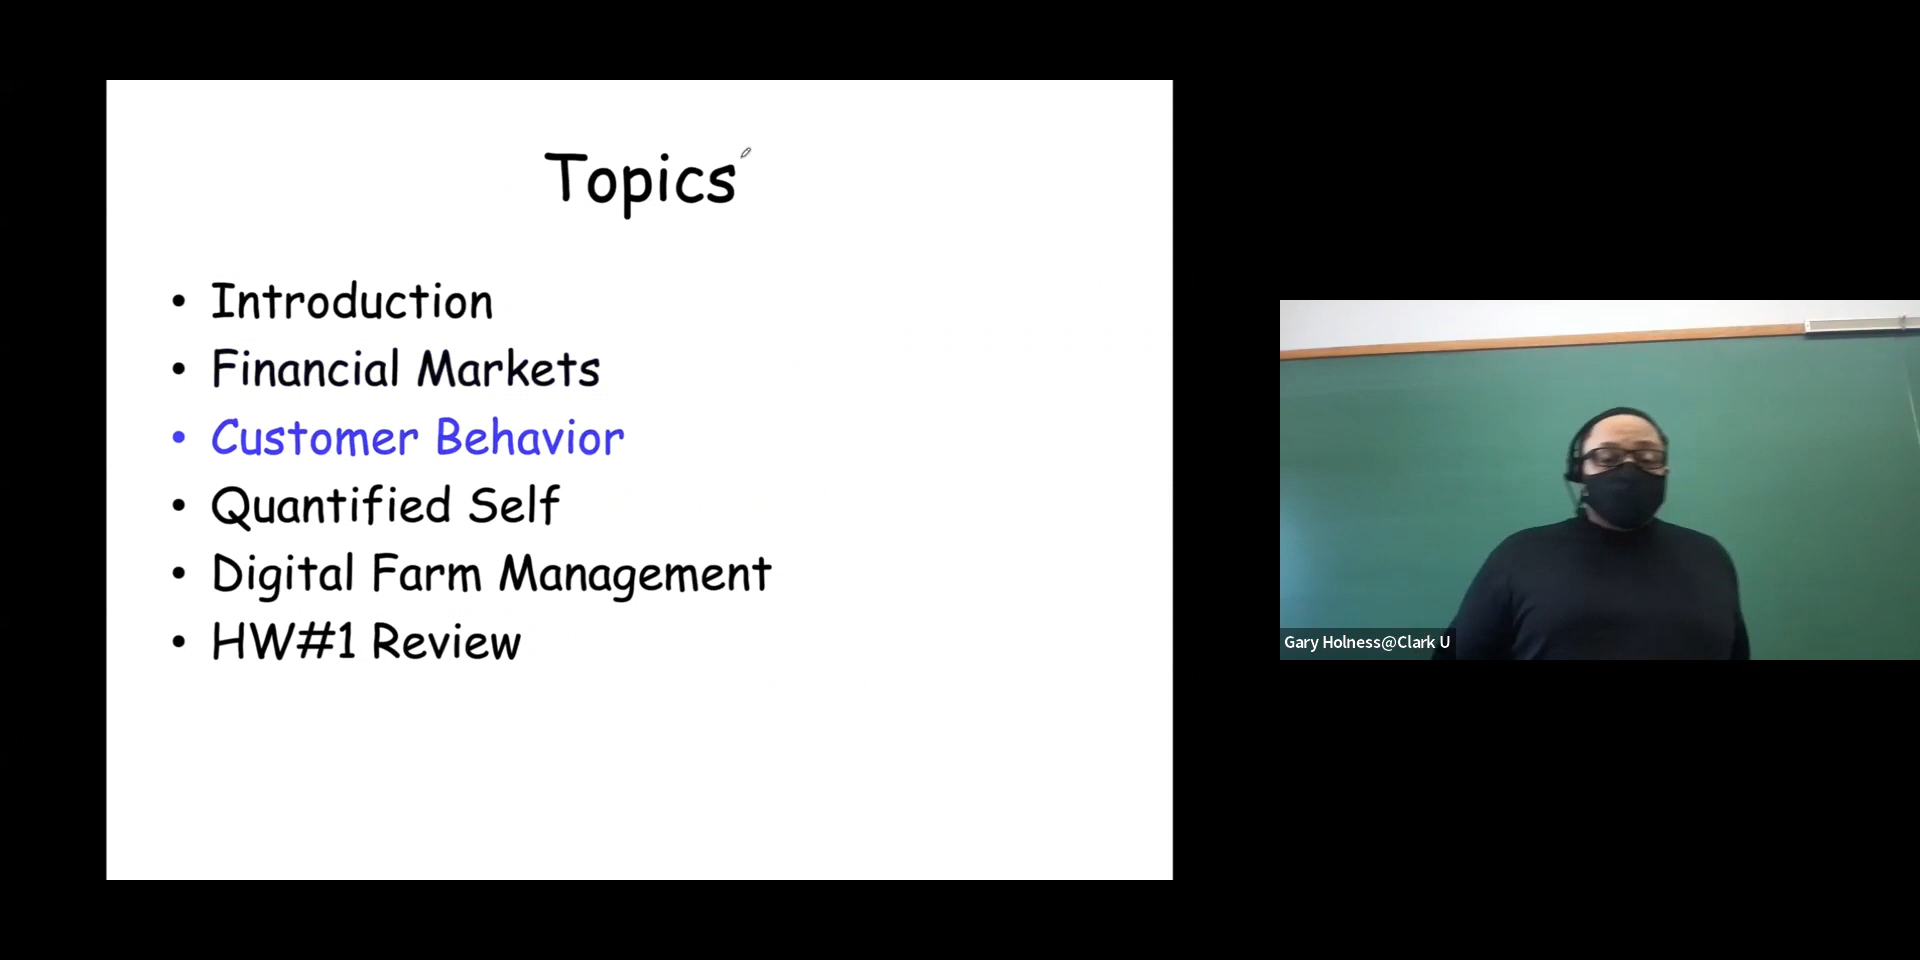 Topics
• Introduction
• Financial Markets
• Customer Behavior
• Quantified Self
• Digital Farm Management
• HW#1 Review
Gary Holness@Clark U